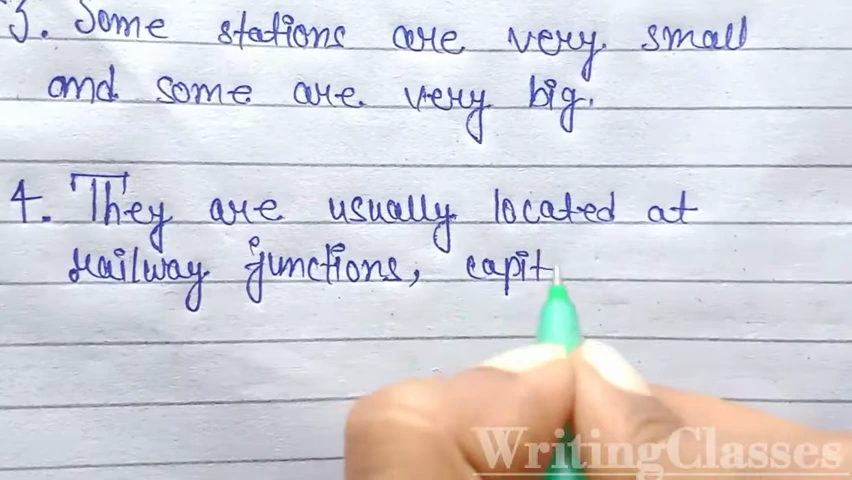 3. Some stations are very small
and some are very big.
4. They are usually located at
railway junctions, capit
WritingClasses